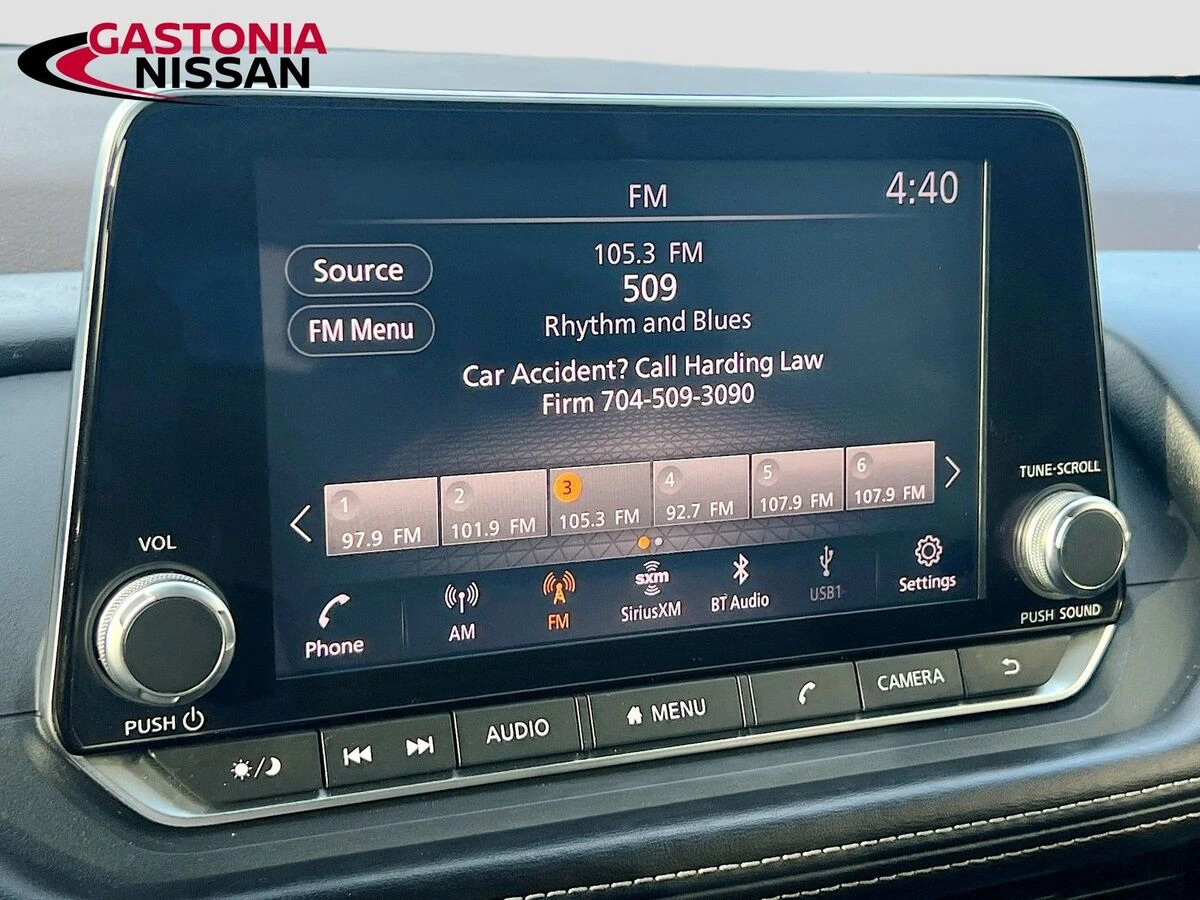 GASTONIA
NISSAN
FM
4:40
Source
105.3 FM
509
FM Menu
Rhythm and Blues
Car Accident? Call Harding Law
Firm 704-509-3090
1
97.9 FM
2
101.9 FM
3
105.3 FM
4
92.7 FM
5
107.9 FM
6
107.9 FM
TUNE-SCROLL
VOL
Phone
AM
FM
sxm
SiriusXM
BT Audio
USB1
Settings
PUSH SOUND
PUSH
AUDIO
MENU
CAMERA